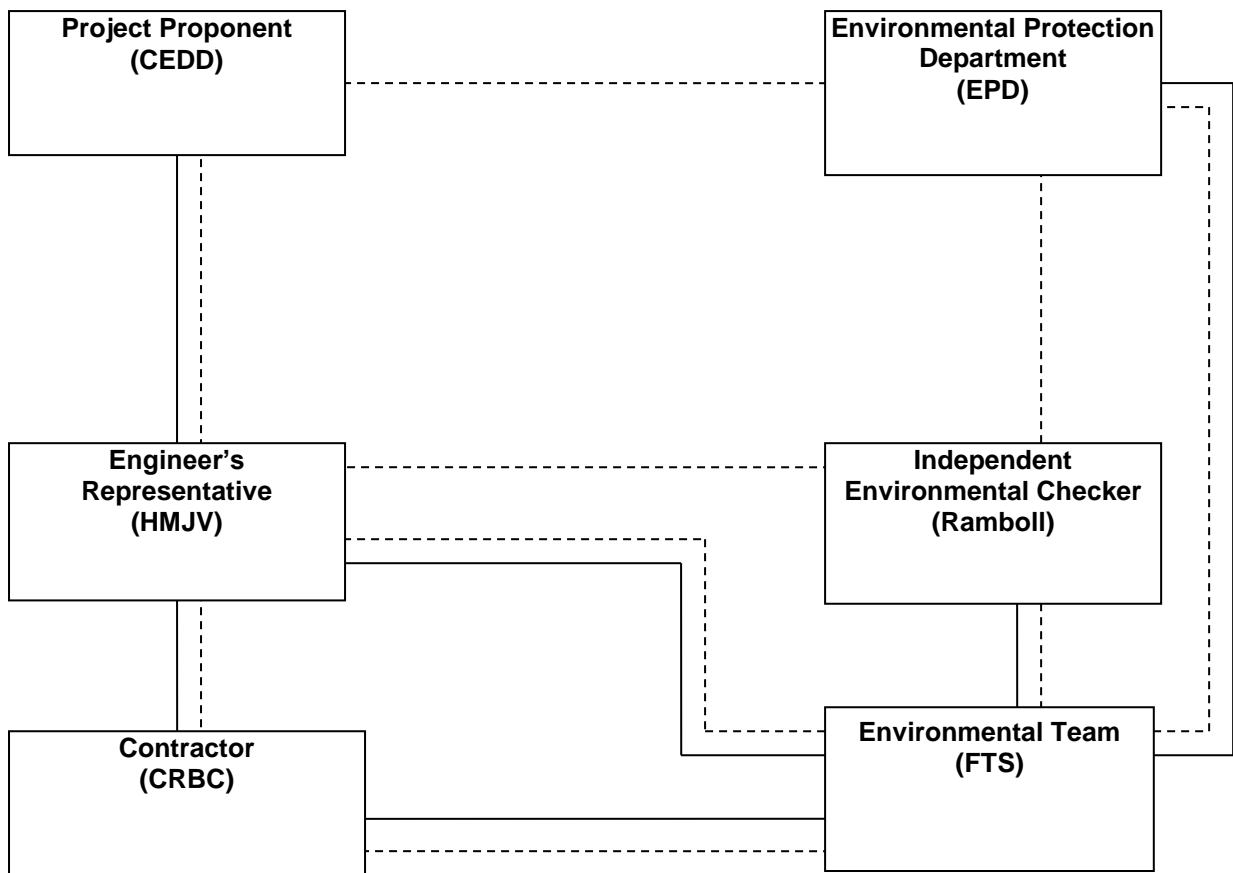 Project Proponent
(CEDD)
Environmental Protection
Department
(EPD)
Engineer’s
Representative
(HMJV)
Independent
Environmental Checker
(Ramboll)
Contractor
(CRBC)
Environmental Team
(FTS)